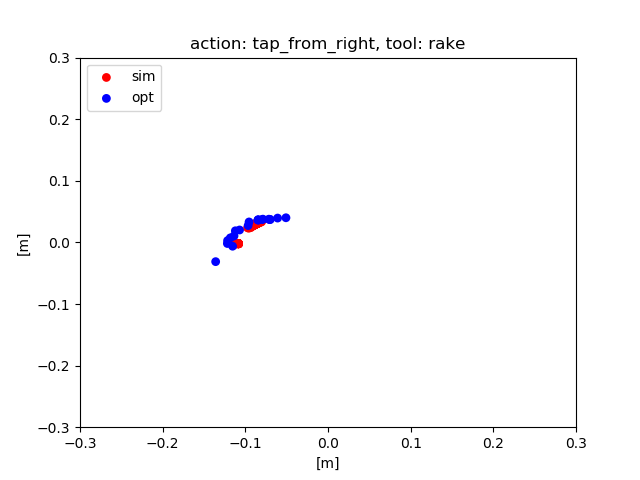 action: tap_from_right, tool: rake
sim
opt
0.3
0.2
0.1
0.0
−0.1
−0.2
−0.3
[m]
−0.3 −0.2 −0.1 0.0 0.1 0.2 0.3
[m]